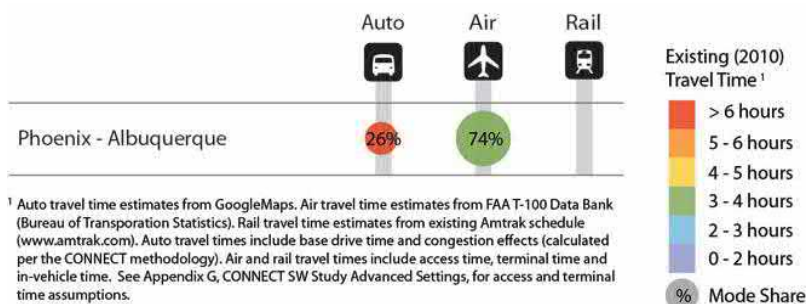 Auto Air Rail
Phoenix - Albuquerque 26% 74%
Existing (2010)
Travel Time ¹
> 6 hours
5 - 6 hours
4 - 5 hours
3 - 4 hours
2 - 3 hours
0 - 2 hours
% Mode Share
¹ Auto travel time estimates from GoogleMaps. Air travel time estimates from FAA T-100 Data Bank
(Bureau of Transporation Statistics). Rail travel time estimates from existing Amtrak schedule
(www.amtrak.com). Auto travel times include base drive time and congestion effects (calculated
per the CONNECT methodology). Air and rail travel times include access time, terminal time and
in-vehicle time. See Appendix G, CONNECT SW Study Advanced Settings, for access and terminal
time assumptions.